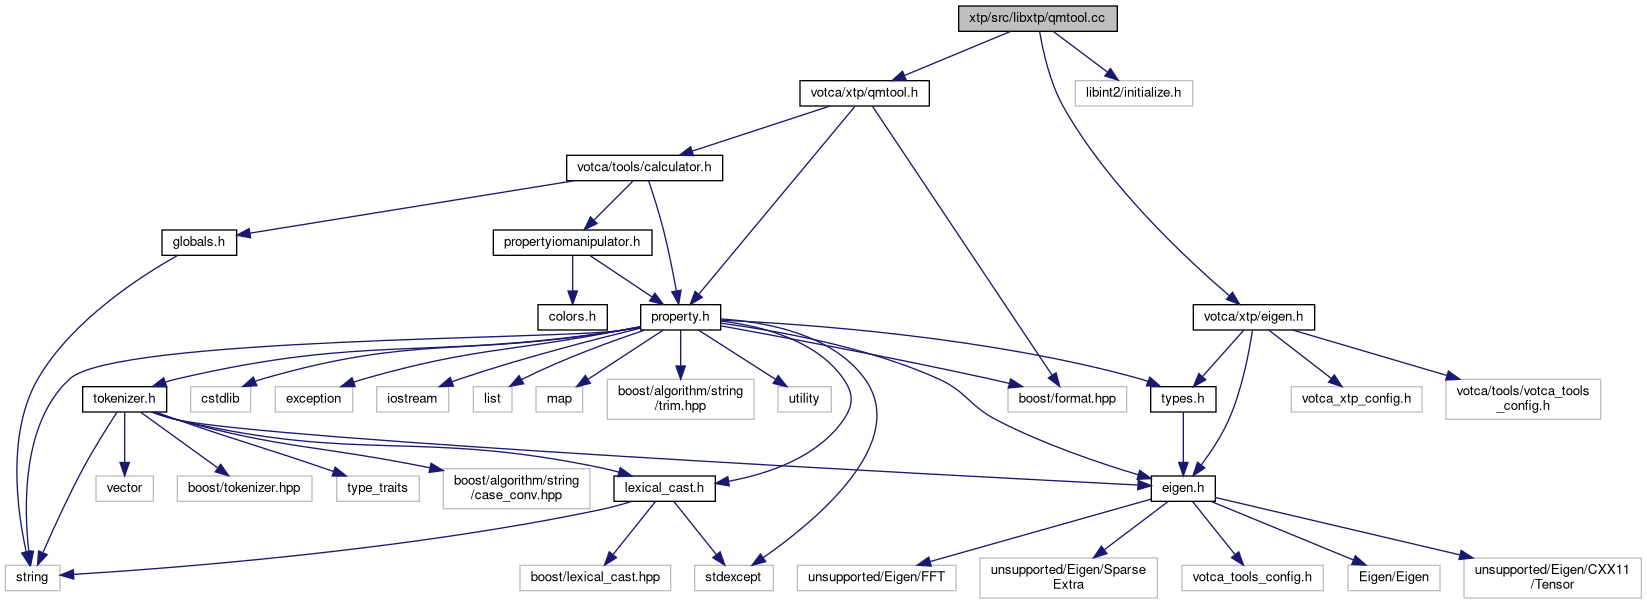 xtp/src/libxtp/qmtool.cc
votca/xtp/qmtool.h
libint2/initialize.h
votca/tools/calculator.h
globals.h
propertyiomanipulator.h
colors.h
property.h
votca/xtp/eigen.h
tokenizer.h
cstdlib
exception
iostream
list
map
boost/algorithm/string
/trim.hpp
utility
boost/format.hpp
types.h
votca_xtp_config.h
votca/tools/votca_tools
_config.h
vector
boost/tokenizer.hpp
type_traits
boost/algorithm/string
/case_conv.hpp
lexical_cast.h
eigen.h
string
boost/lexical_cast.hpp
stdexcept
unsupported/Eigen/FFT
unsupported/Eigen/Sparse
Extra
votca_tools_config.h
Eigen/Eigen
unsupported/Eigen/CXX11
/Tensor